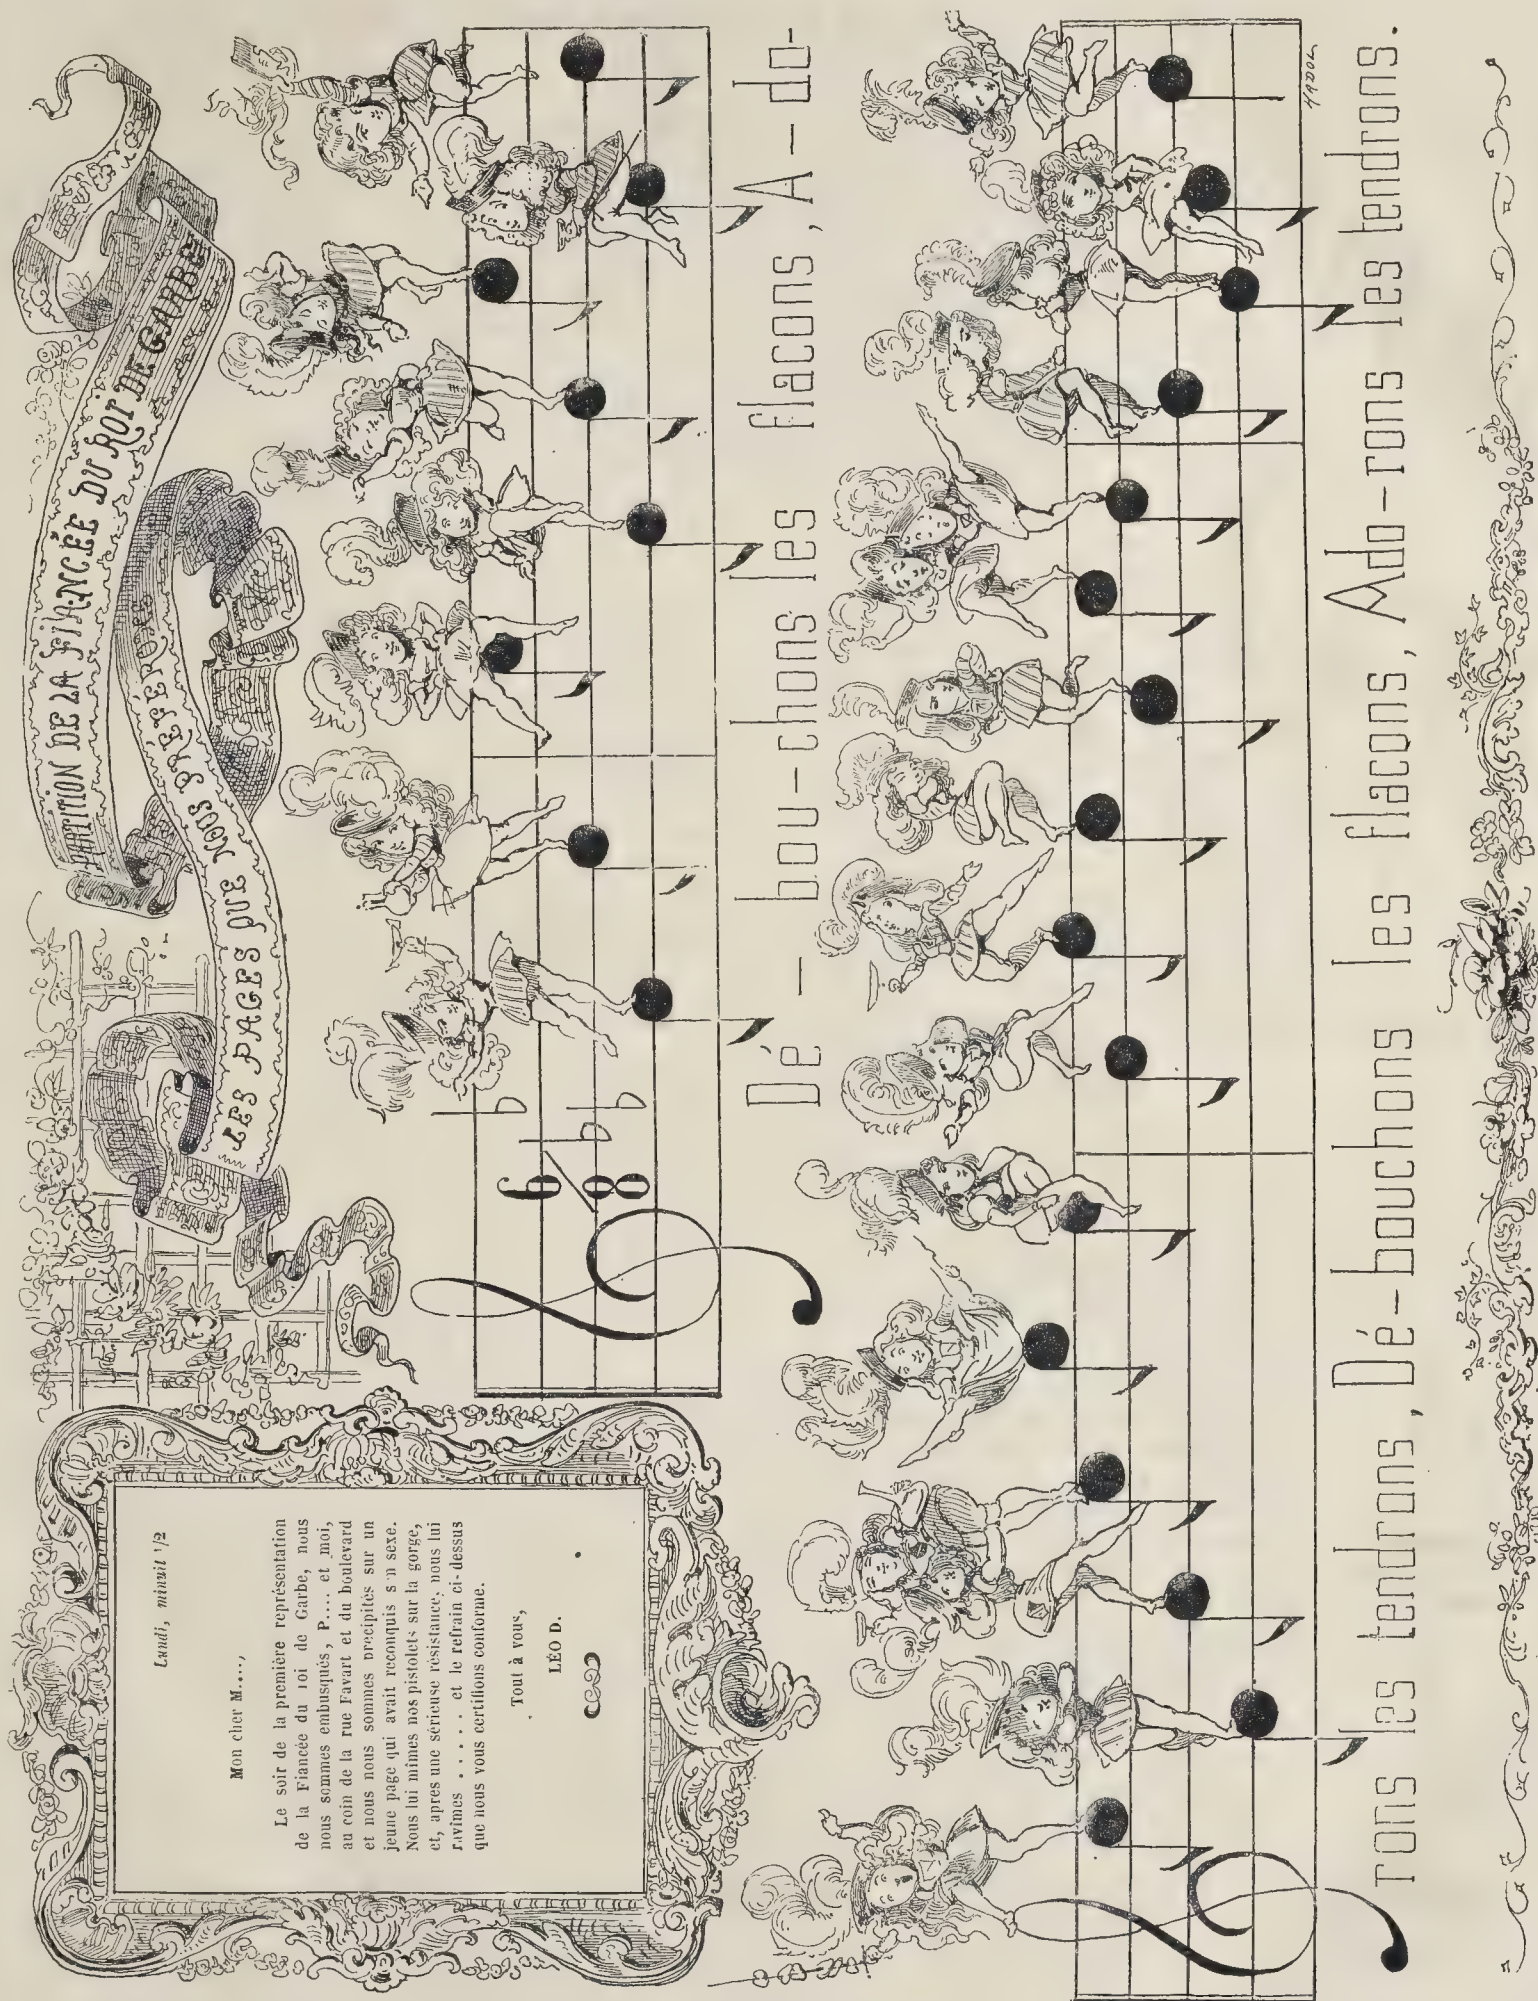 PARTITION DE LA FIANCÉE DU ROI DE GARBE
LES PAGES QUE NOUS PRÉFÉRONS
Lundi, minuit 1/2
Mon cher M....,
Le soir de la première représentation
de la Fiancée du roi de Garbe, nous
nous sommes embusqués, P.... et moi,
au coin de la rue Favart et du boulevard
et nous nous sommes precipités sur un
jeune page qui avait reconquis s n sexe.
Nous lui mîmes nos pistolets sur la gorge,
et, apres une sérieuse résistance, nous lui
ravimes . . . . . . et le refrain ci-dessus
que nous vous certifions conforme.
Tout à vous,
LÉO D.
6/8
Dé - bou-chons les flacons, A-do-
rons les tendrons, Dé-bouchons les flacons, Ado-rons les tendrons.
HADOL